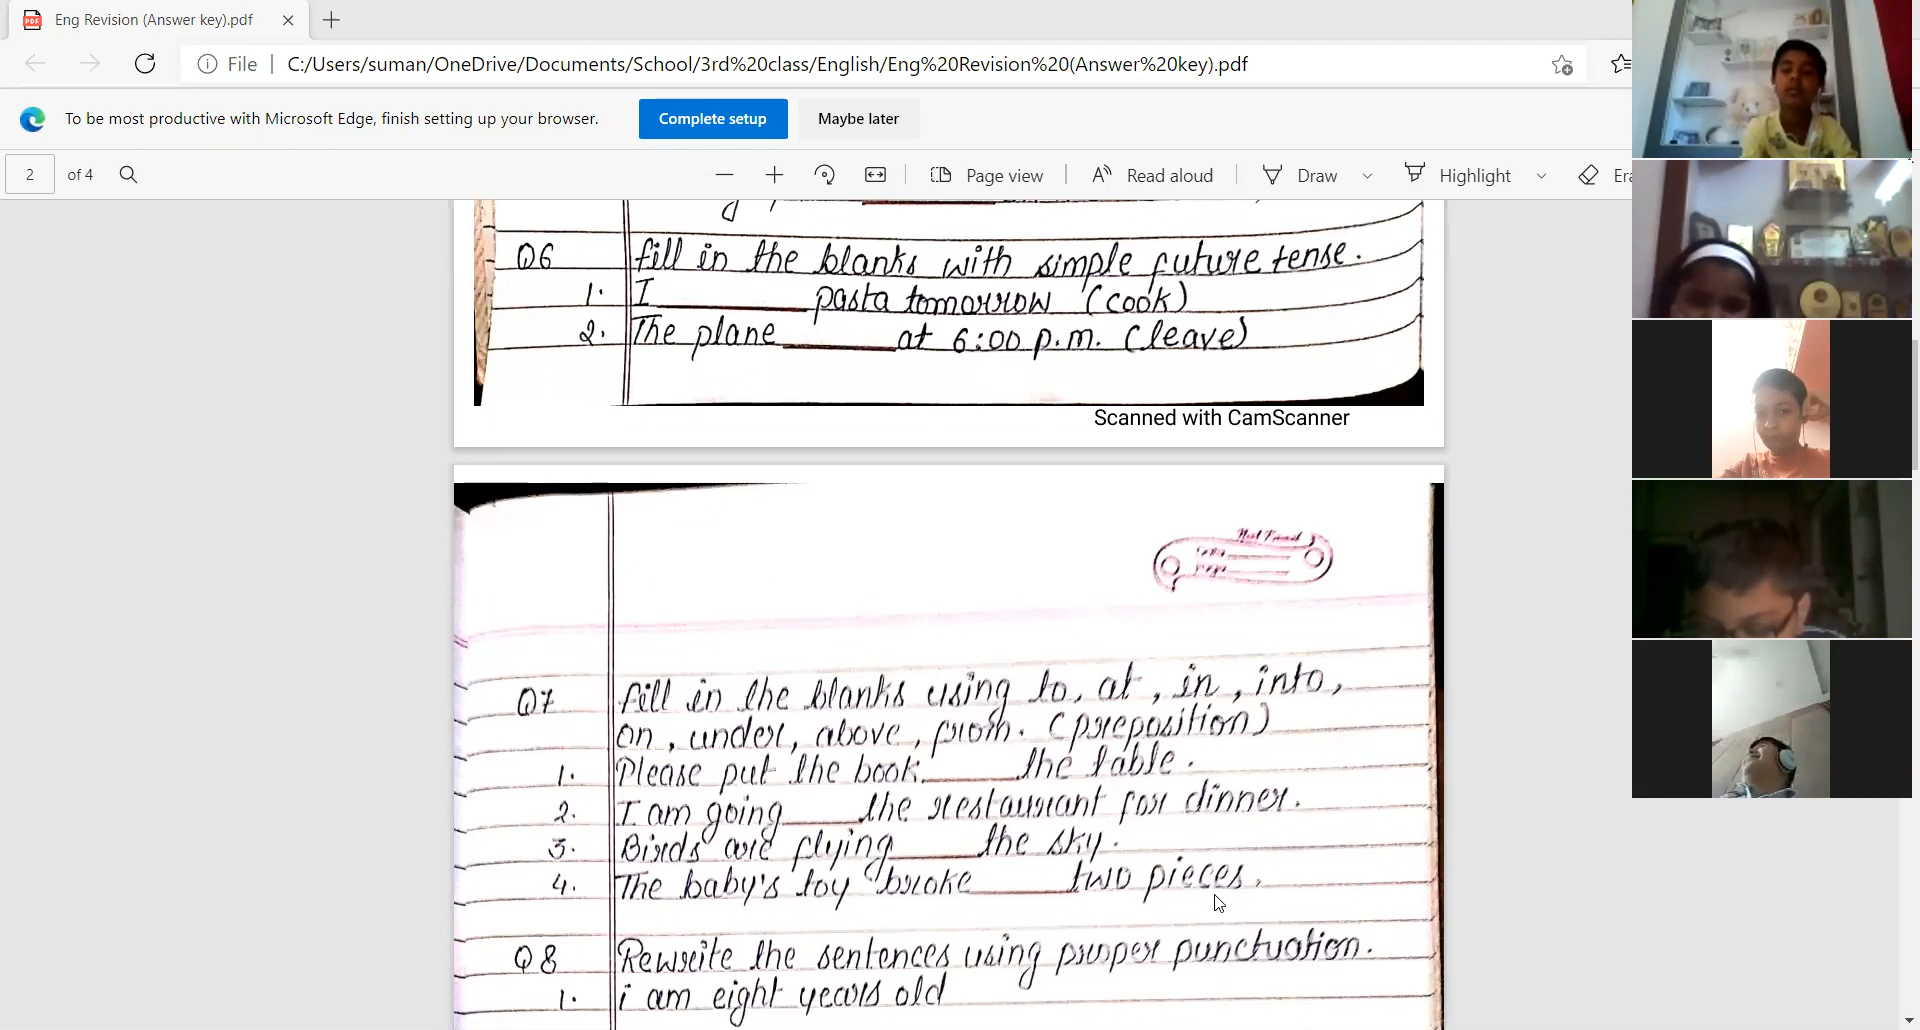 Eng Revision (Answer key).pdf
File | C:/Users/suman/OneDrive/Documents/School/3rd%20class/English/Eng%20Revision%20(Answer%20key).pdf
To be most productive with Microsoft Edge, finish setting up your browser. Complete setup Maybe later
2 of 4 Page view Read aloud Draw Highlight Era
Q6 fill in the blanks with simple future tense.
1. I ______ pasta tomorrow (cook)
2. The plane ______ at 6:00 p.m. (leave)
Scanned with CamScanner
Q7 fill in the blanks using to, at, in, into,
on, under, above, from. (preposition)
1. Please put the book ______ the table.
2. I am going ______ the restaurant for dinner.
3. Birds are flying ______ the sky.
4. The baby's toy broke ______ two pieces.
Q8 Rewrite the sentences using proper punctuation.
1. i am eight years old